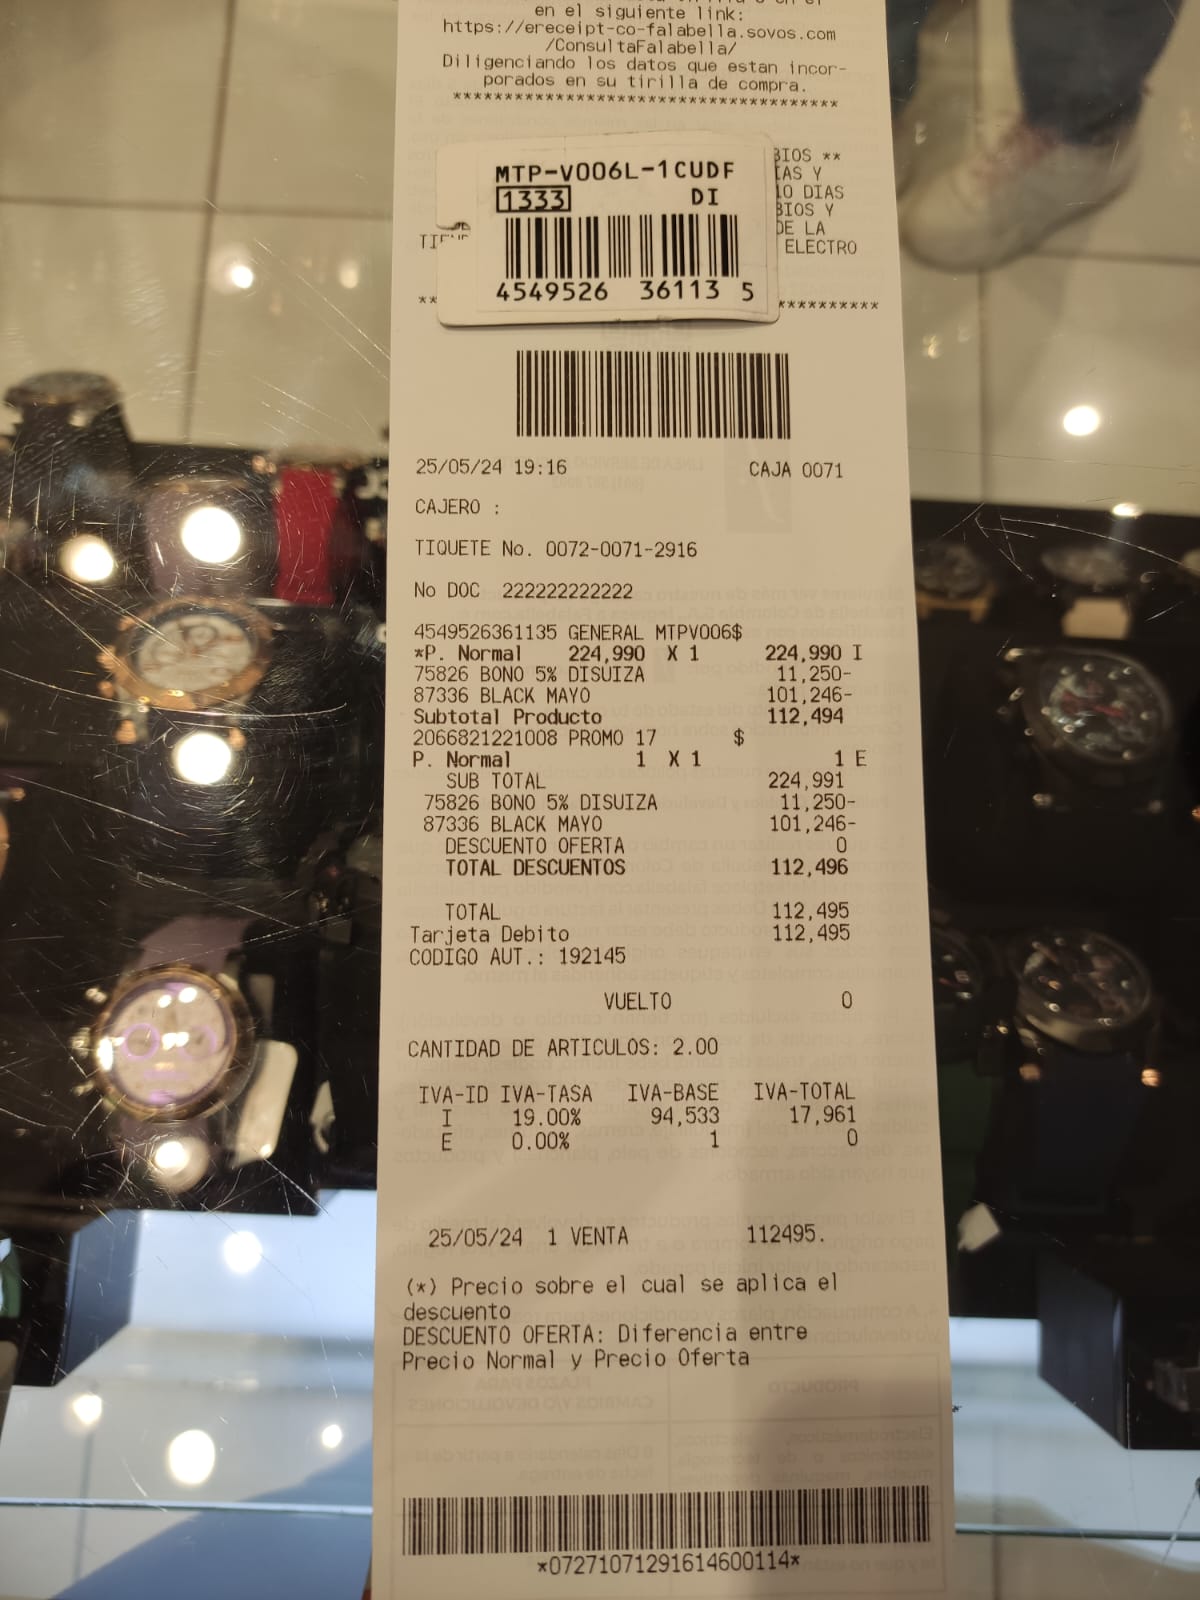 en el siguiente link:
https://ereceipt-co-falabella.sovos.com
/ConsultaFalabella/
Diligenciando los datos que estan incor-
porados en su tirilla de compra.
**************************************
BIOS **
IAS Y
10 DIAS
BIOS Y
DE LA
ELECTRO
MTP-V006L-1CUDF
1333 DI
4549526 36113 5
25/05/24 19:16 CAJA 0071
CAJERO :
TIQUETE No. 0072-0071-2916
No DOC 222222222222
4549526361135 GENERAL MTPV006$
*P. Normal 224,990 X 1 224,990 I
75826 BONO 5% DISUIZA 11,250-
87336 BLACK MAYO 101,246-
Subtotal Producto 112,494
2066821221008 PROMO 17 $
P. Normal 1 X 1 1 E
SUB TOTAL 224,991
75826 BONO 5% DISUIZA 11,250-
87336 BLACK MAYO 101,246-
DESCUENTO OFERTA 0
TOTAL DESCUENTOS 112,496
TOTAL 112,495
Tarjeta Debito 112,495
CODIGO AUT.: 192145
VUELTO 0
CANTIDAD DE ARTICULOS: 2.00
IVA-ID IVA-TASA IVA-BASE IVA-TOTAL
I 19.00% 94,533 17,961
E 0.00% 1 0
25/05/24 1 VENTA 112495.
(*) Precio sobre el cual se aplica el
descuento
DESCUENTO OFERTA: Diferencia entre
Precio Normal y Precio Oferta
*07271071291614600114*